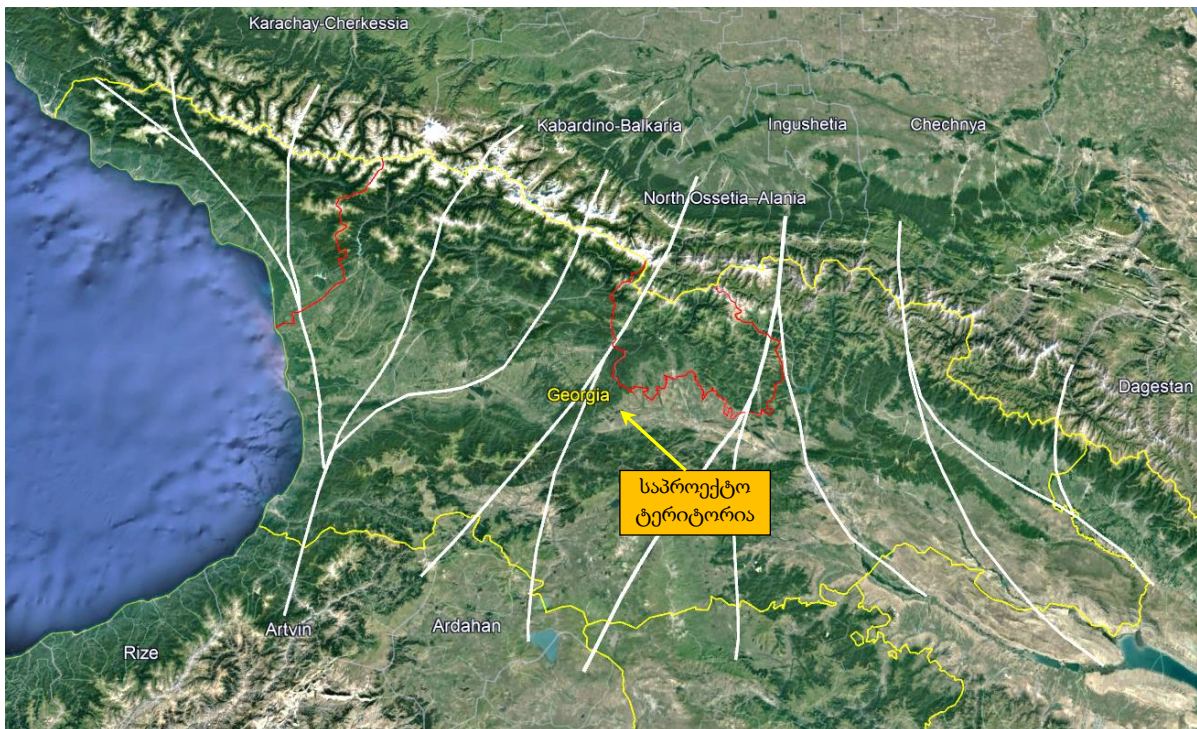 Karachay-Cherkessia
Kabardino-Balkaria
Ingushetia
Chechnya
North Ossetia–Alania
Dagestan
Georgia
საპროექტო
ტერიტორია
Artvin
Ardahan
Rize